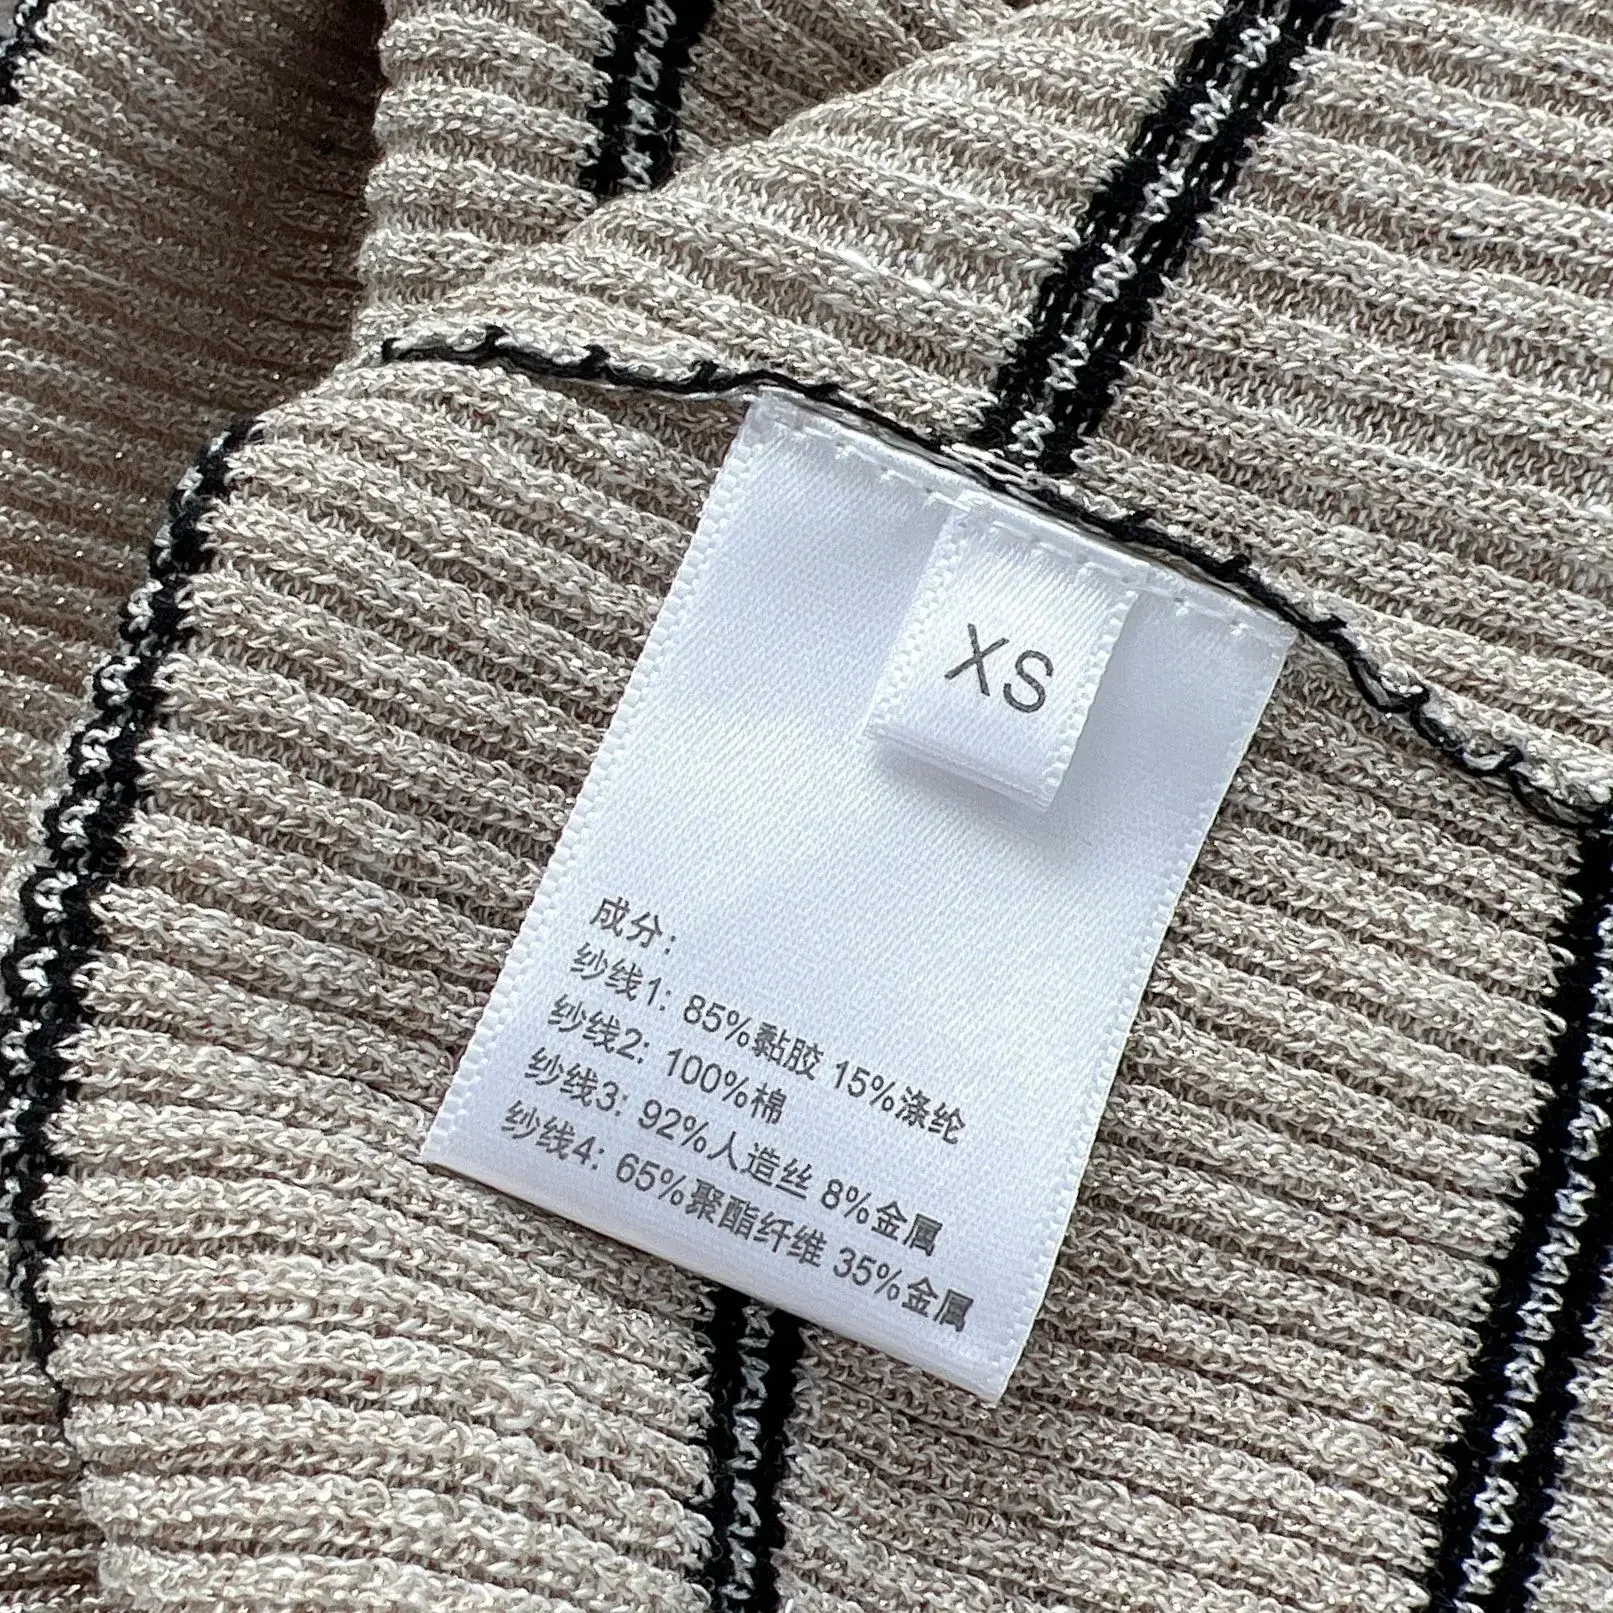 XS
成分:
纱线1: 85%黏胶 15%涤纶
纱线2: 100%棉
纱线3: 92%人造丝 8%金属
纱线4: 65%聚酯纤维 35%金属